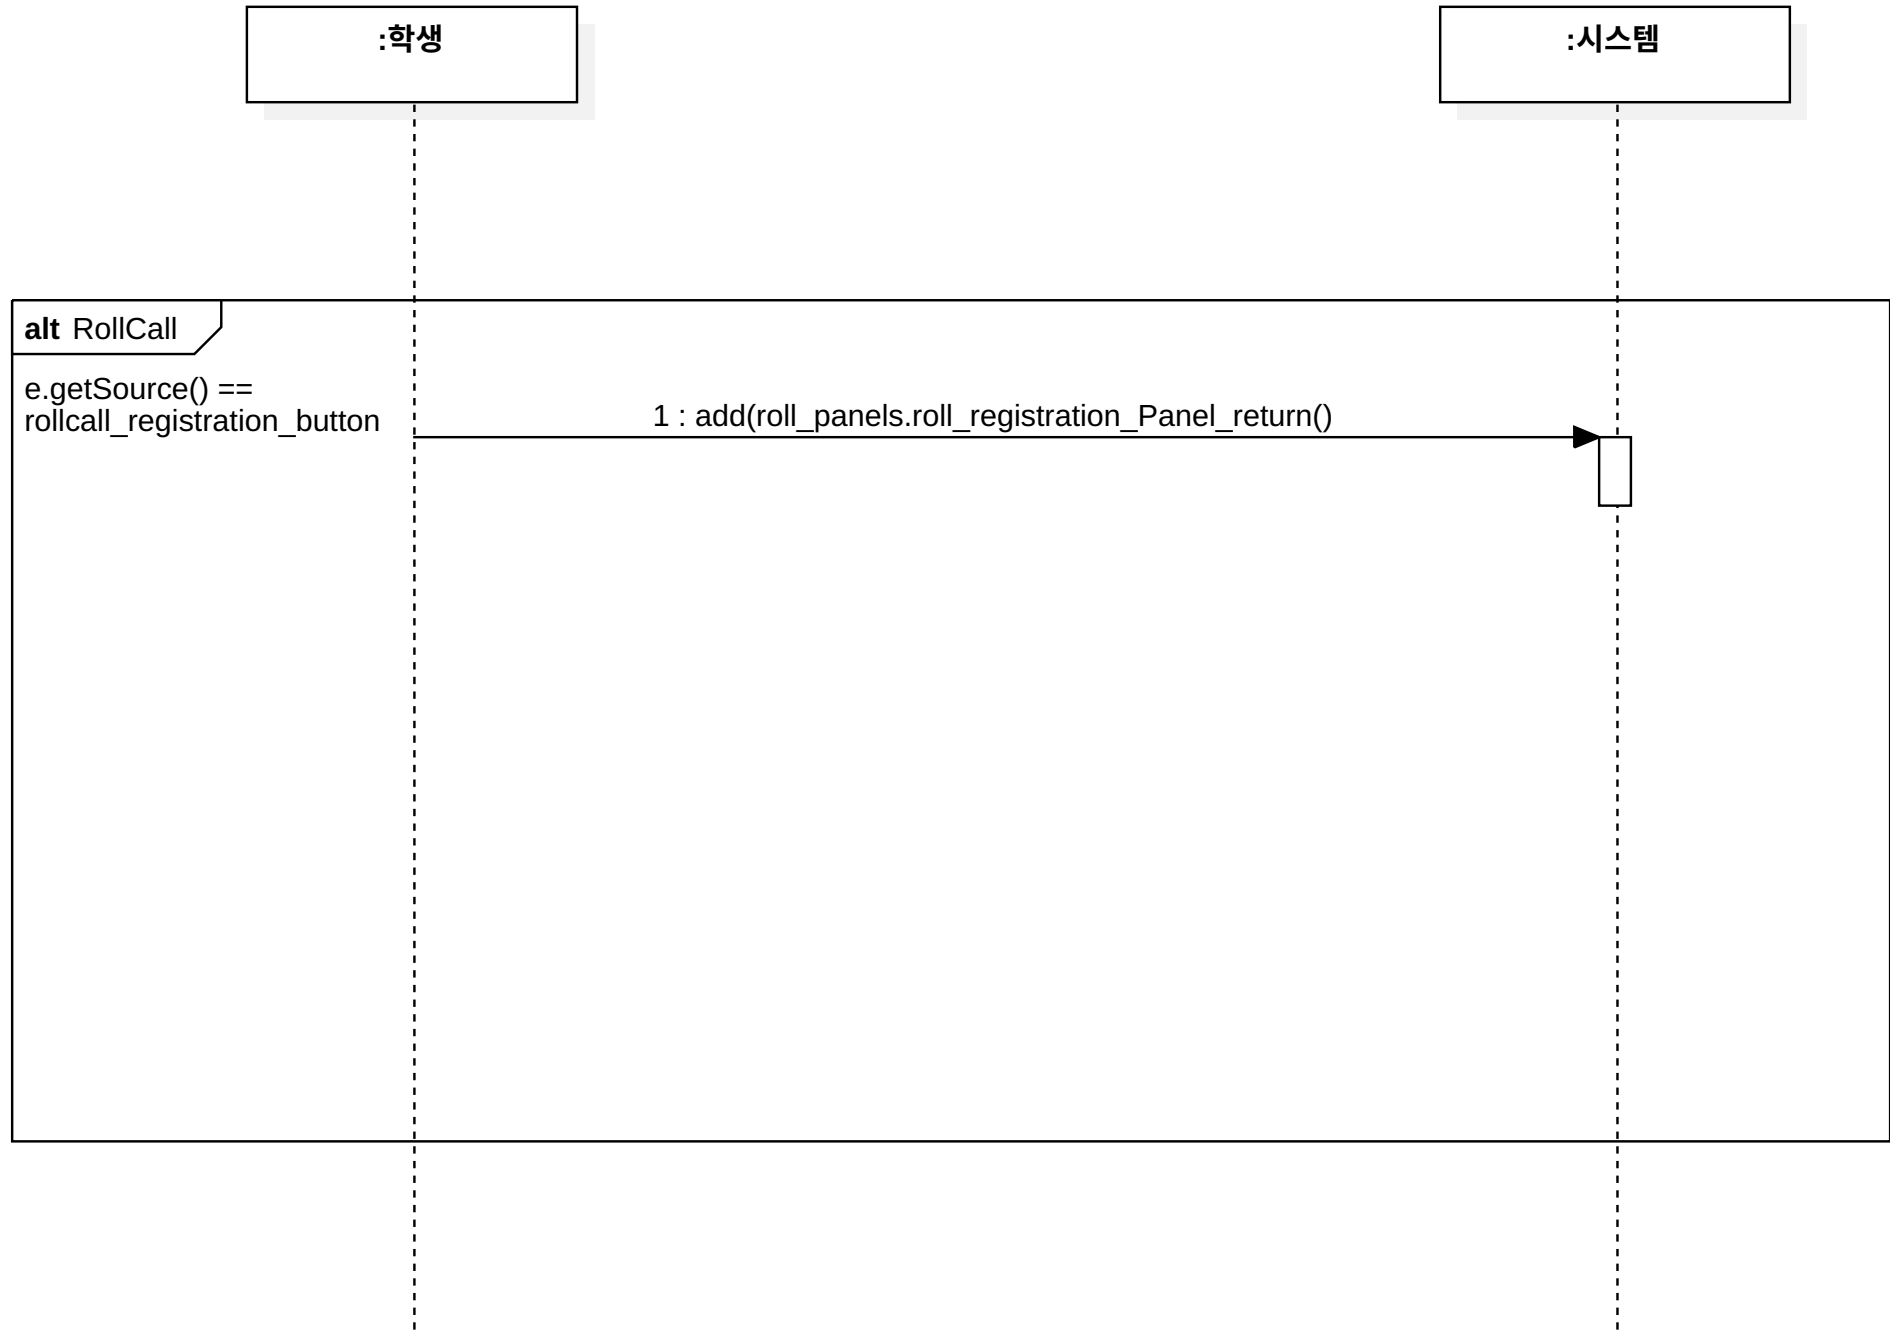 :학생
:시스템
alt RollCall
e.getSource() ==
rollcall_registration_button
1 : add(roll_panels.roll_registration_Panel_return()